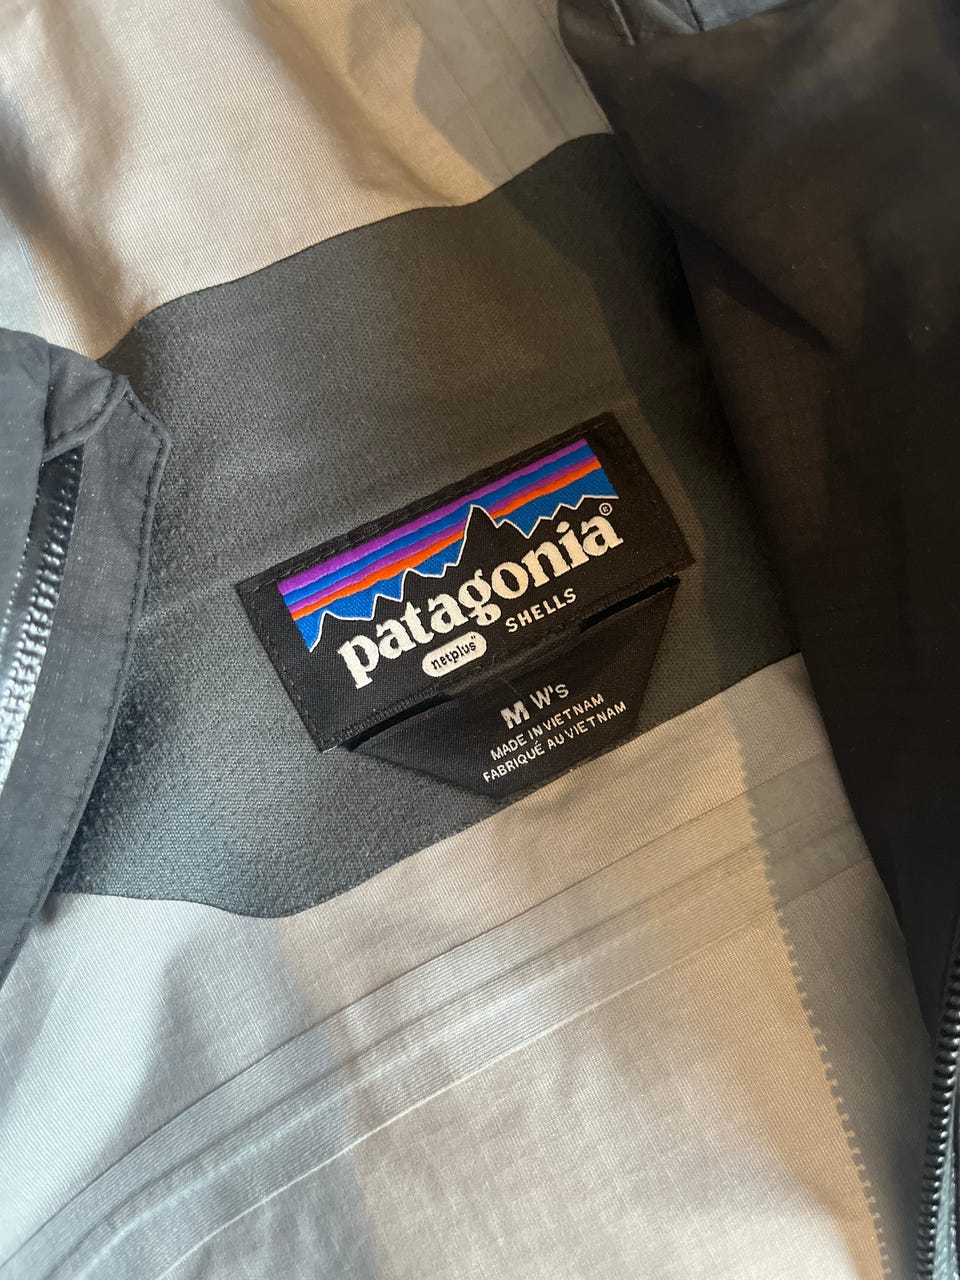 patagonia®
netplus® SHELLS
M W's
MADE IN VIETNAM
FABRIQUÉ AU VIETNAM